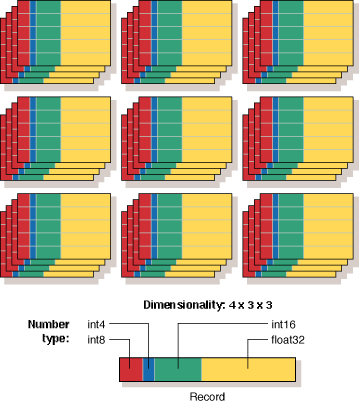 Dimensionality: 4 x 3 x 3
Number type:
int4
int8
int16
float32
Record